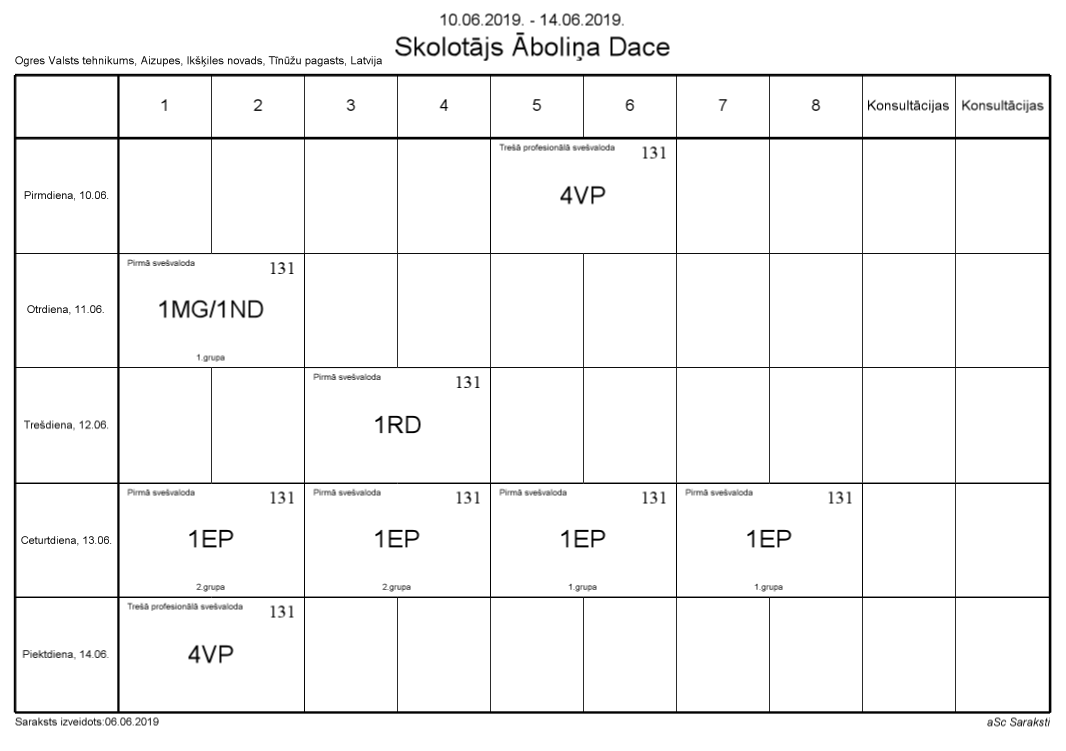 10.06.2019. - 14.06.2019.
Skolotājs Āboliņa Dace
Ogres Valsts tehnikums, Aizupes, Ikšķiles novads, Tīnūžu pagasts, Latvija
1 2 3 4 5 6 7 8 Konsultācijas Konsultācijas
Trešā profesionālā svešvaloda 131
Pirmdiena, 10.06. 4VP
Pirmā svešvaloda 131
Otrdiena, 11.06. 1MG/1ND
1.grupa
Pirmā svešvaloda 131
Trešdiena, 12.06. 1RD
Pirmā svešvaloda 131 Pirmā svešvaloda 131 Pirmā svešvaloda 131 Pirmā svešvaloda 131
Ceturtdiena, 13.06. 1EP 1EP 1EP 1EP
2.grupa 2.grupa 1.grupa 1.grupa
Trešā profesionālā svešvaloda 131
Piektdiena, 14.06. 4VP
Saraksts izveidots:06.06.2019 aSc Saraksti